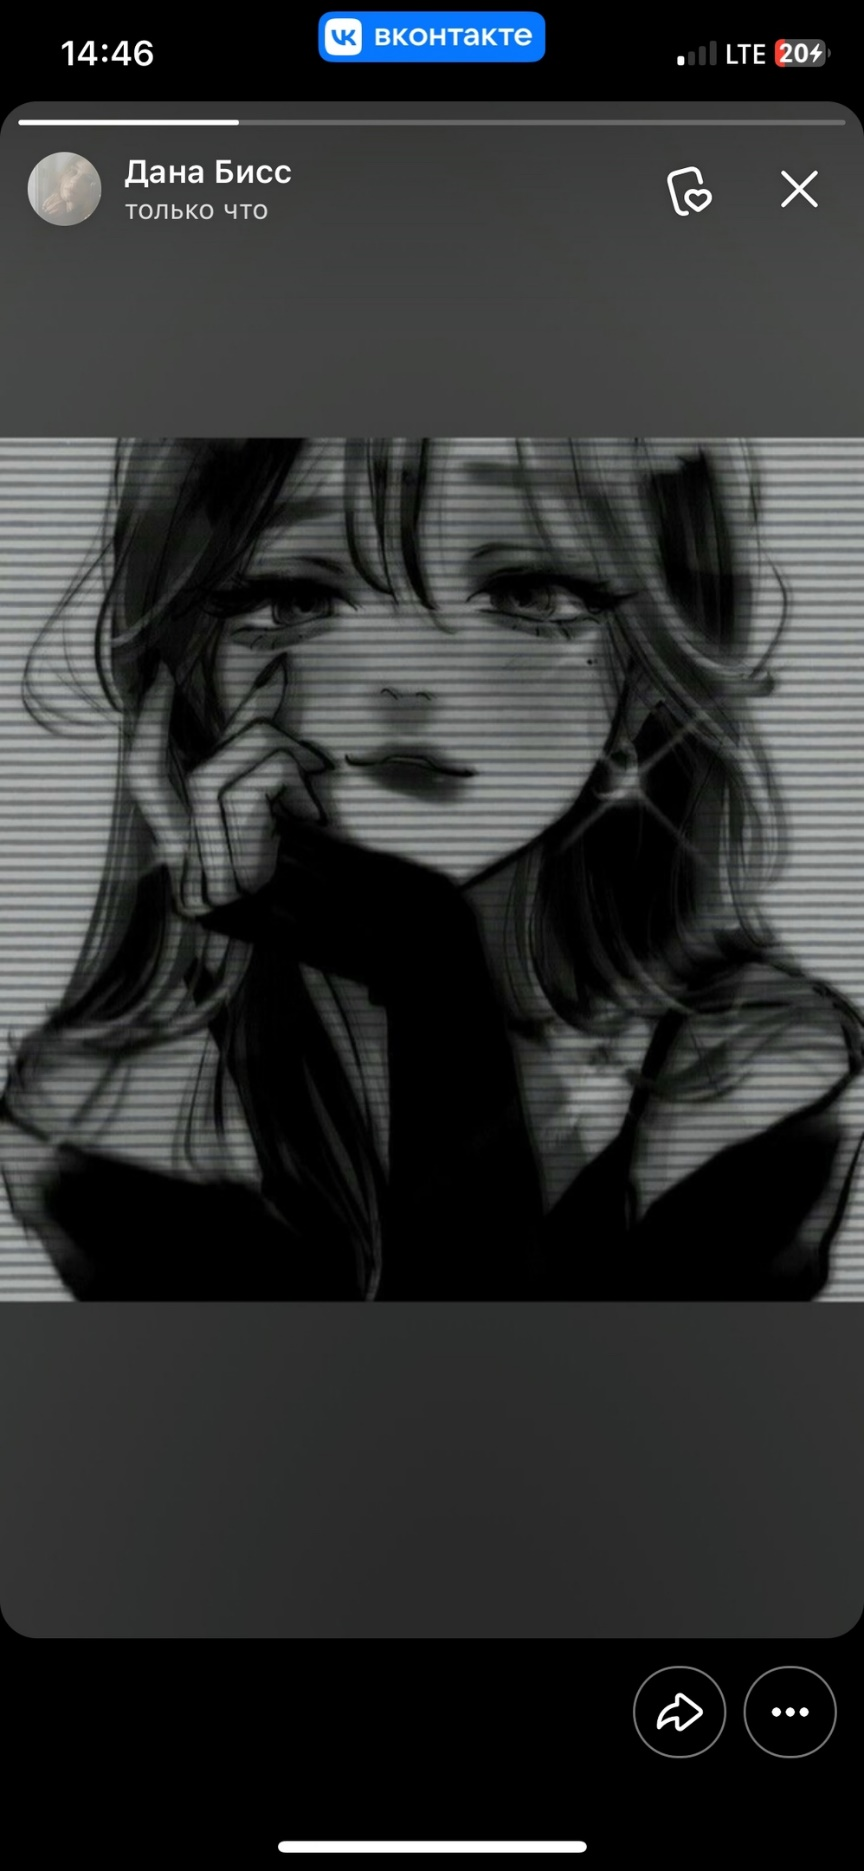 14:46
вконтакте
LTE
20
Дана Бисс
только что